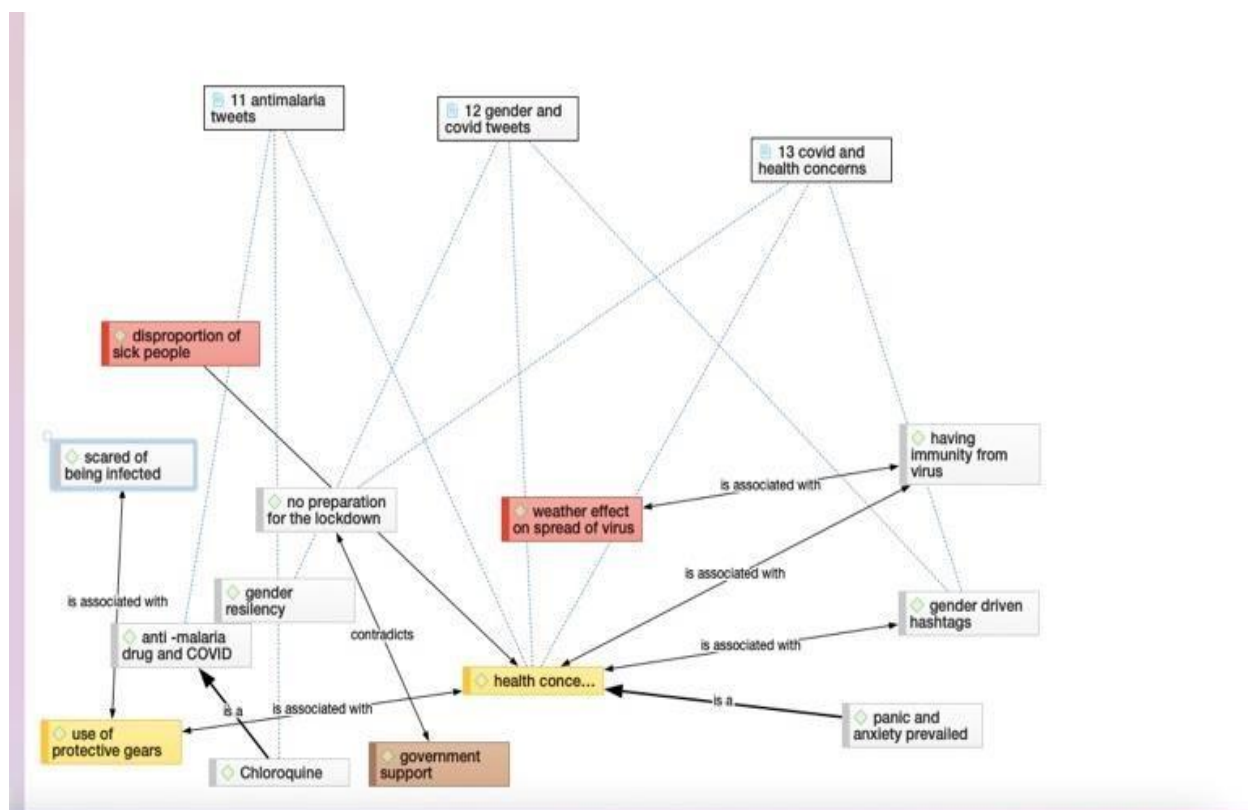 11 antimalaria
tweets
12 gender and
covid tweets
13 covid and
health concerns
disproportion of
sick people
scared of
being infected
no preparation
for the lockdown
weather effect
on spread of virus
is associated with
having
immunity from
virus
is associated with
is associated with
gender
resilency
gender driven
hashtags
anti -malaria
drug and COVID
contradicts
is associated with
health conce...
is a
is a
is associated with
panic and
anxiety prevailed
use of
protective gears
government
support
Chloroquine